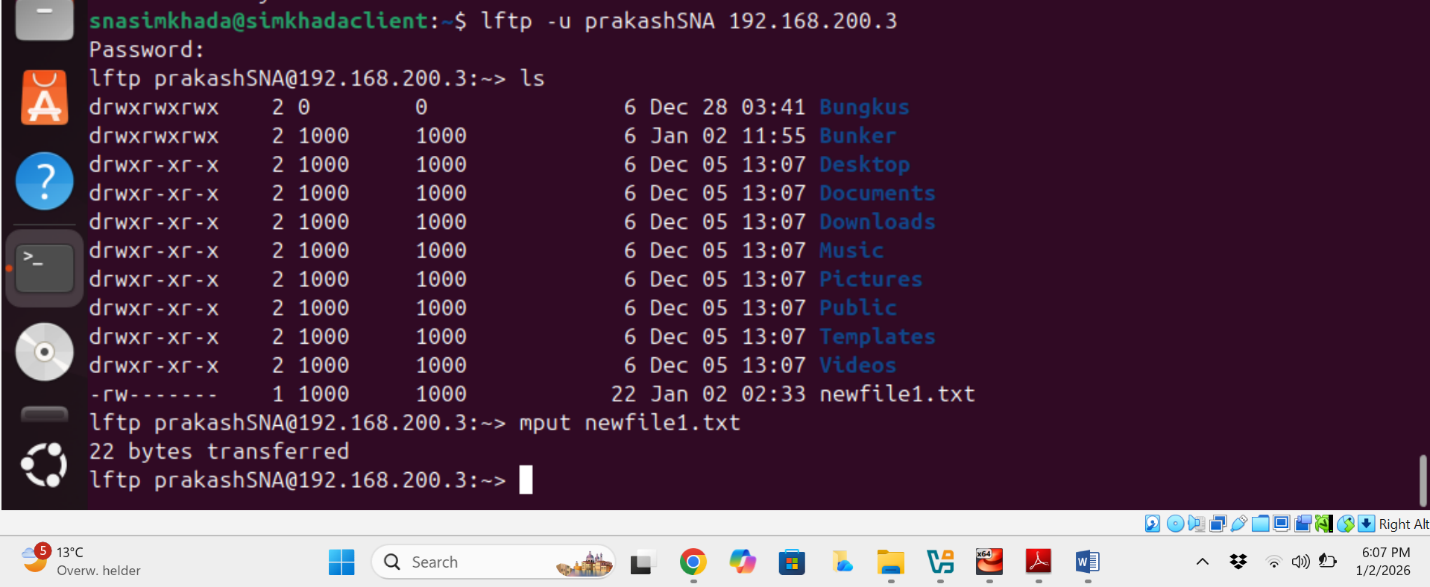 snasimkhada@simkhadaclient:~$ lftp -u prakashSNA 192.168.200.3
Password:
lftp prakashSNA@192.168.200.3:~> ls
drwxrwxrwx    2 0        0               6 Dec 28 03:41 Bungkus
drwxrwxrwx    2 1000     1000            6 Jan 02 11:55 Bunker
drwxr-xr-x    2 1000     1000            6 Dec 05 13:07 Desktop
drwxr-xr-x    2 1000     1000            6 Dec 05 13:07 Documents
drwxr-xr-x    2 1000     1000            6 Dec 05 13:07 Downloads
drwxr-xr-x    2 1000     1000            6 Dec 05 13:07 Music
drwxr-xr-x    2 1000     1000            6 Dec 05 13:07 Pictures
drwxr-xr-x    2 1000     1000            6 Dec 05 13:07 Public
drwxr-xr-x    2 1000     1000            6 Dec 05 13:07 Templates
drwxr-xr-x    2 1000     1000            6 Dec 05 13:07 Videos
-rw-------    1 1000     1000           22 Jan 02 02:33 newfile1.txt
lftp prakashSNA@192.168.200.3:~> mput newfile1.txt
22 bytes transferred
lftp prakashSNA@192.168.200.3:~>
Right Alt
5
13°C
Overw. helder
Search
x64
6:07 PM
1/2/2026